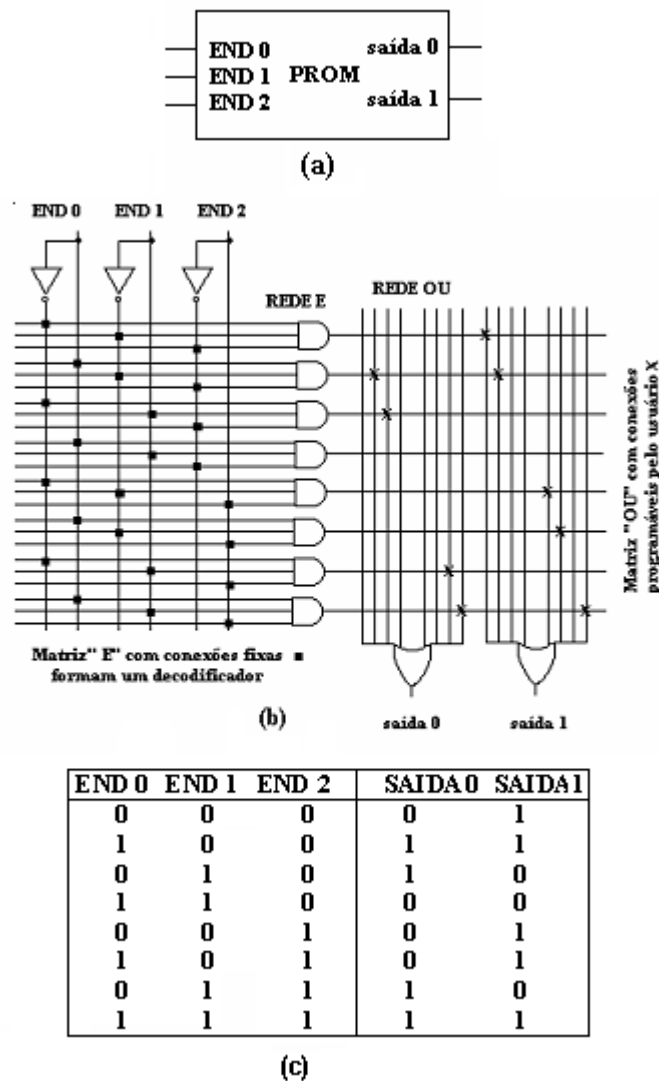 END 0 saída 0
END 1 PROM
END 2 saída 1
(a)
END 0 END 1 END 2
REDE E REDE OU
Matriz "OU" com conexões
programáveis pelo usuário X
Matriz" E" com conexões fixas ■
formam um decodificador
(b)
saída 0 saída 1
END 0 END 1 END 2 SAIDA 0 SAIDA1
0 0 0 0 1
1 0 0 1 1
0 1 0 1 0
1 1 0 0 0
0 0 1 0 1
1 0 1 0 1
0 1 1 1 0
1 1 1 1 1
(c)